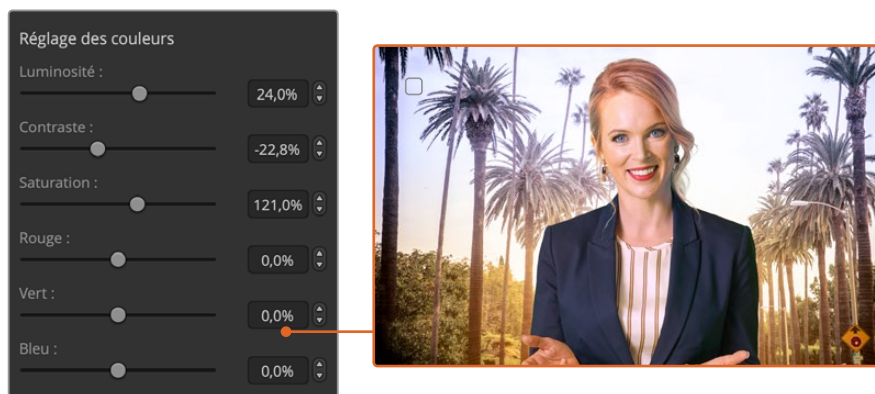 Réglage des couleurs
Luminosité :
24,0%
Contraste :
-22,8%
Saturation :
121,0%
Rouge :
0,0%
Vert :
0,0%
Bleu :
0,0%